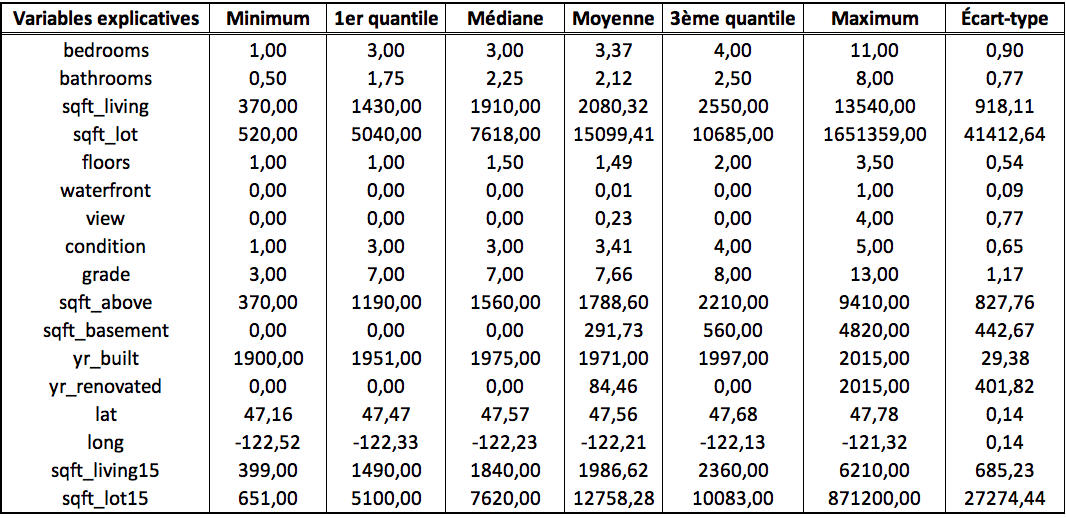 Variables explicatives Minimum 1er quantile Médiane Moyenne 3ème quantile Maximum Écart-type
bedrooms 1,00 3,00 3,00 3,37 4,00 11,00 0,90
bathrooms 0,50 1,75 2,25 2,12 2,50 8,00 0,77
sqft_living 370,00 1430,00 1910,00 2080,32 2550,00 13540,00 918,11
sqft_lot 520,00 5040,00 7618,00 15099,41 10685,00 1651359,00 41412,64
floors 1,00 1,00 1,50 1,49 2,00 3,50 0,54
waterfront 0,00 0,00 0,00 0,01 0,00 1,00 0,09
view 0,00 0,00 0,00 0,23 0,00 4,00 0,77
condition 1,00 3,00 3,00 3,41 4,00 5,00 0,65
grade 3,00 7,00 7,00 7,66 8,00 13,00 1,17
sqft_above 370,00 1190,00 1560,00 1788,60 2210,00 9410,00 827,76
sqft_basement 0,00 0,00 0,00 291,73 560,00 4820,00 442,67
yr_built 1900,00 1951,00 1975,00 1971,00 1997,00 2015,00 29,38
yr_renovated 0,00 0,00 0,00 84,46 0,00 2015,00 401,82
lat 47,16 47,47 47,57 47,56 47,68 47,78 0,14
long -122,52 -122,33 -122,23 -122,21 -122,13 -121,32 0,14
sqft_living15 399,00 1490,00 1840,00 1986,62 2360,00 6210,00 685,23
sqft_lot15 651,00 5100,00 7620,00 12758,28 10083,00 871200,00 27274,44